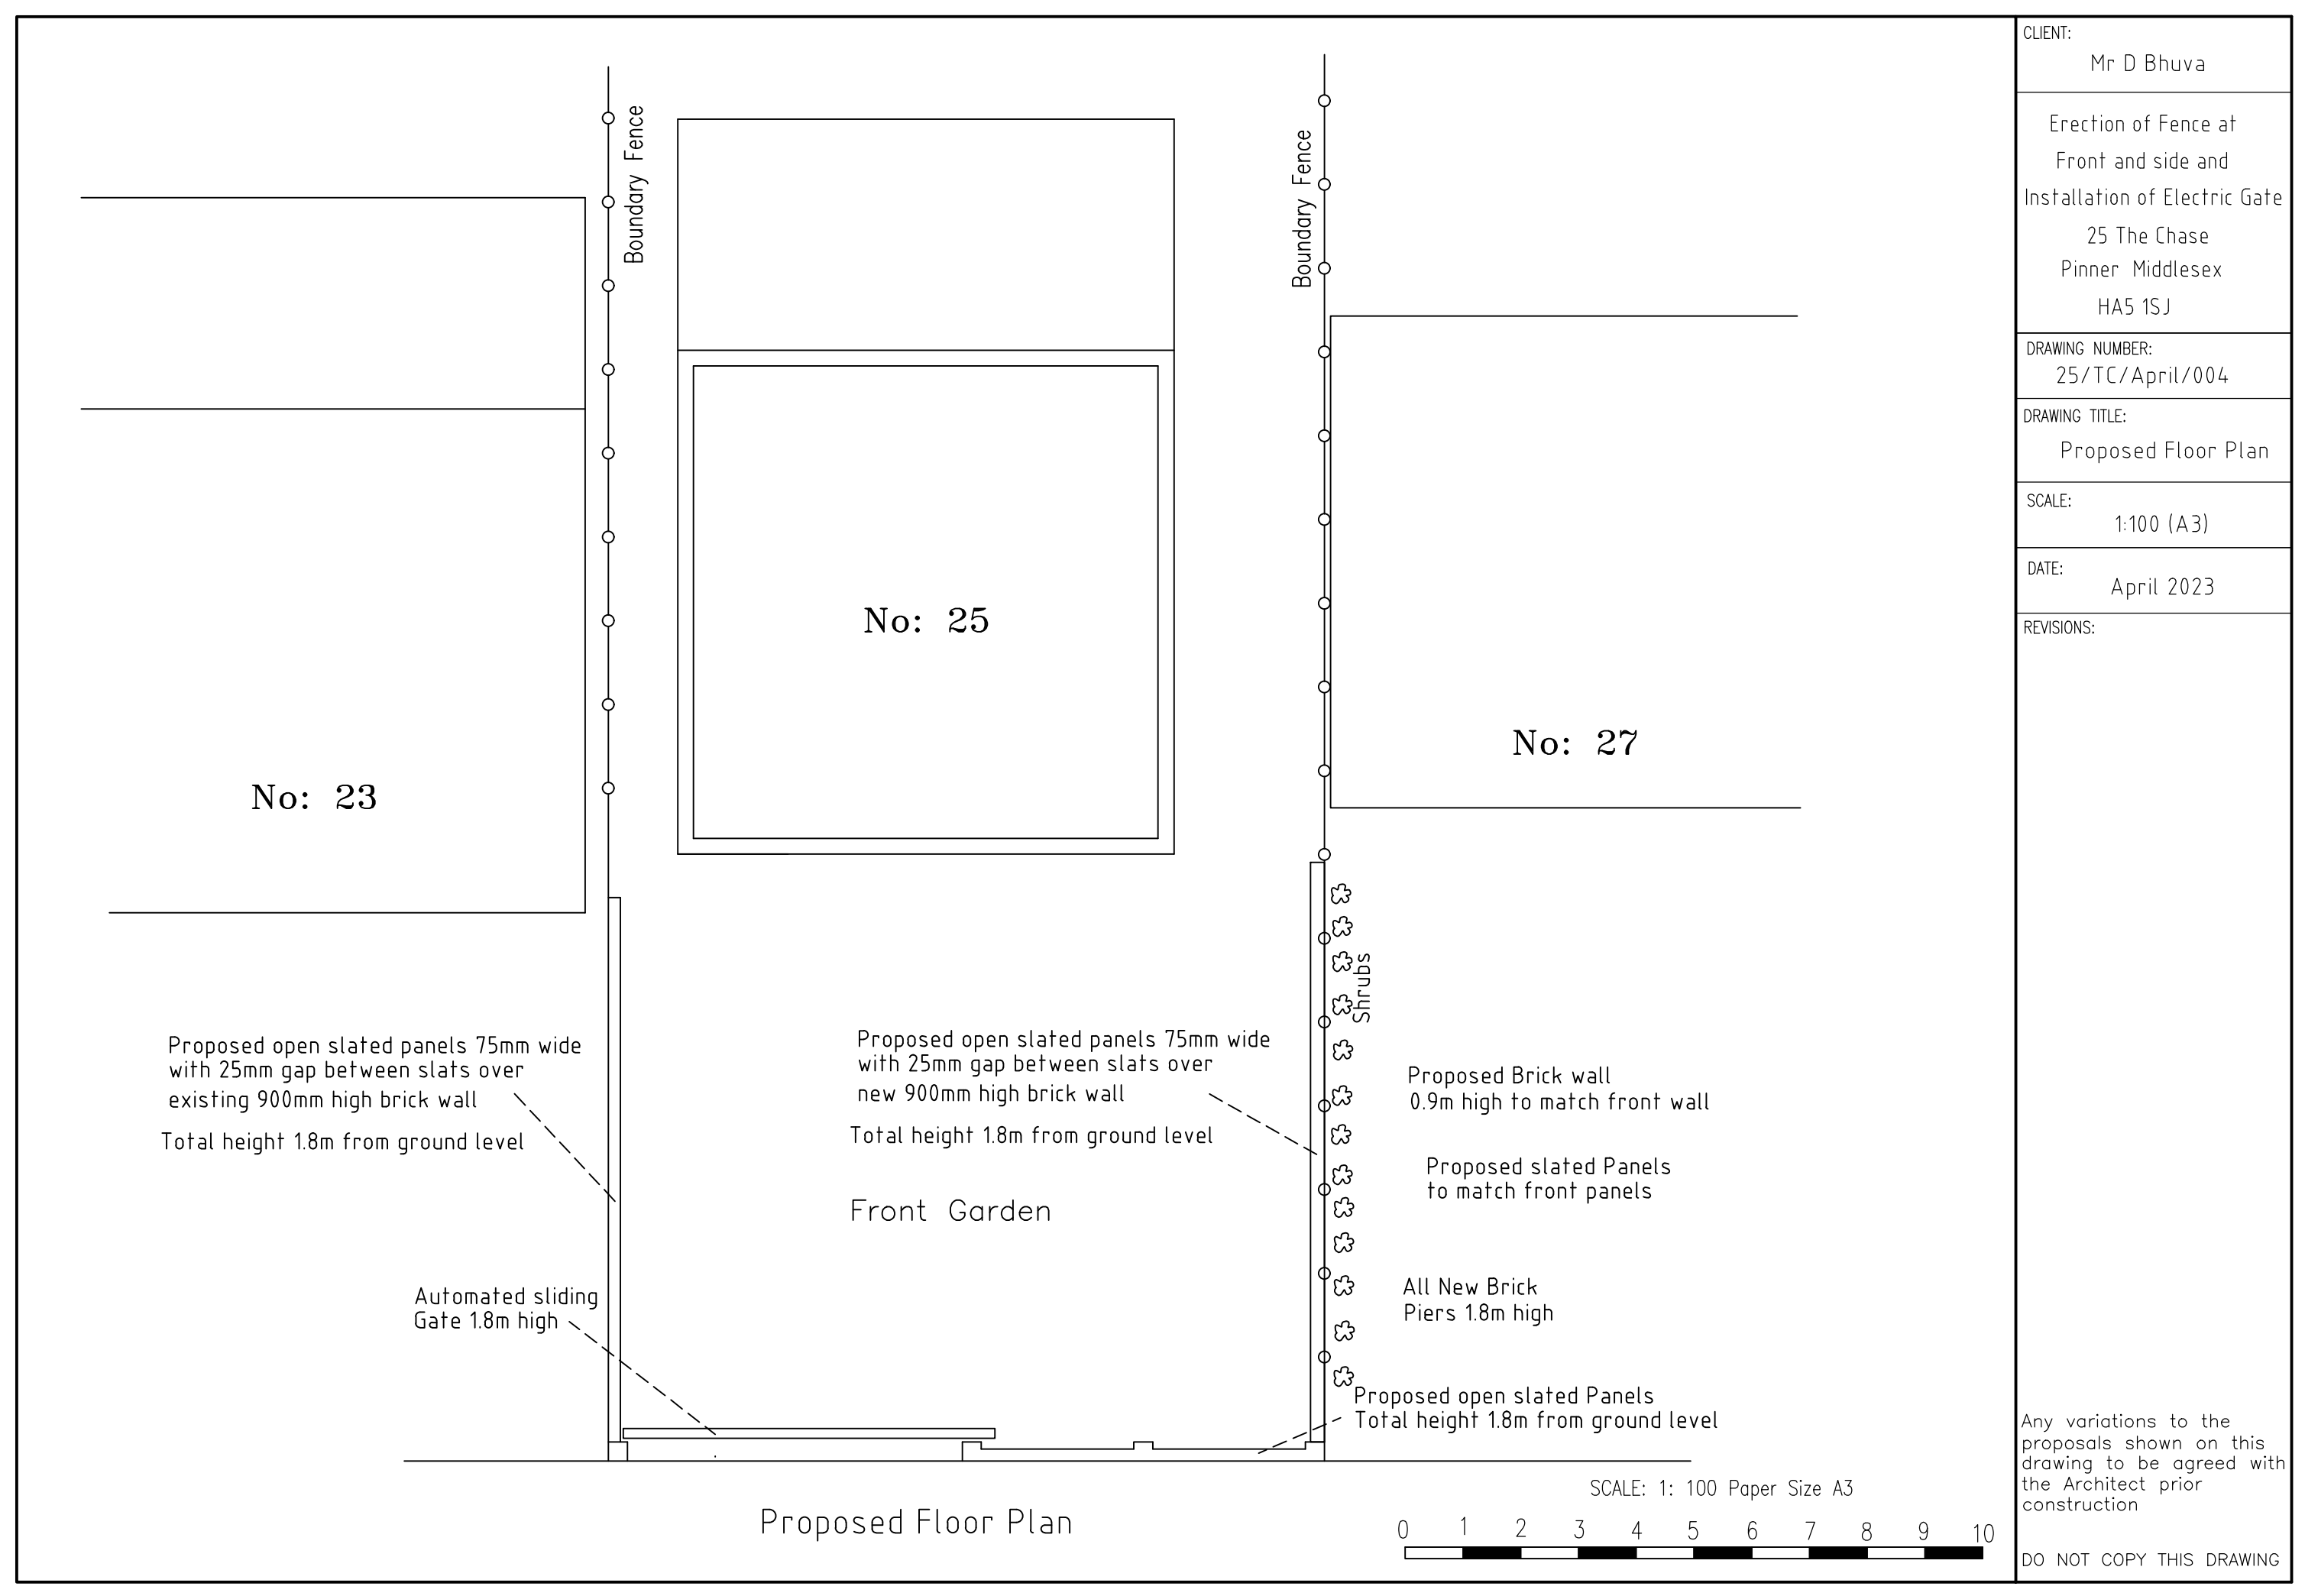 Boundary Fence
Boundary Fence
No: 25
No: 27
No: 23
Shrubs
Proposed open slated panels 75mm wide
with 25mm gap between slats over
existing 900mm high brick wall
Total height 1.8m from ground level
Proposed open slated panels 75mm wide
with 25mm gap between slats over
new 900mm high brick wall
Total height 1.8m from ground level
Front Garden
Proposed Brick wall
0.9m high to match front wall
Proposed slated Panels
to match front panels
All New Brick
Piers 1.8m high
Automated sliding
Gate 1.8m high
Proposed open slated Panels
Total height 1.8m from ground level
Proposed Floor Plan
SCALE: 1: 100 Paper Size A3
0 1 2 3 4 5 6 7 8 9 10
CLIENT:
Mr D Bhuva
Erection of Fence at
Front and side and
Installation of Electric Gate
25 The Chase
Pinner Middlesex
HA5 1SJ
DRAWING NUMBER:
25/TC/April/004
DRAWING TITLE:
Proposed Floor Plan
SCALE:
1:100 (A3)
DATE:
April 2023
REVISIONS:
Any variations to the
proposals shown on this
drawing to be agreed with
the Architect prior
construction
DO NOT COPY THIS DRAWING